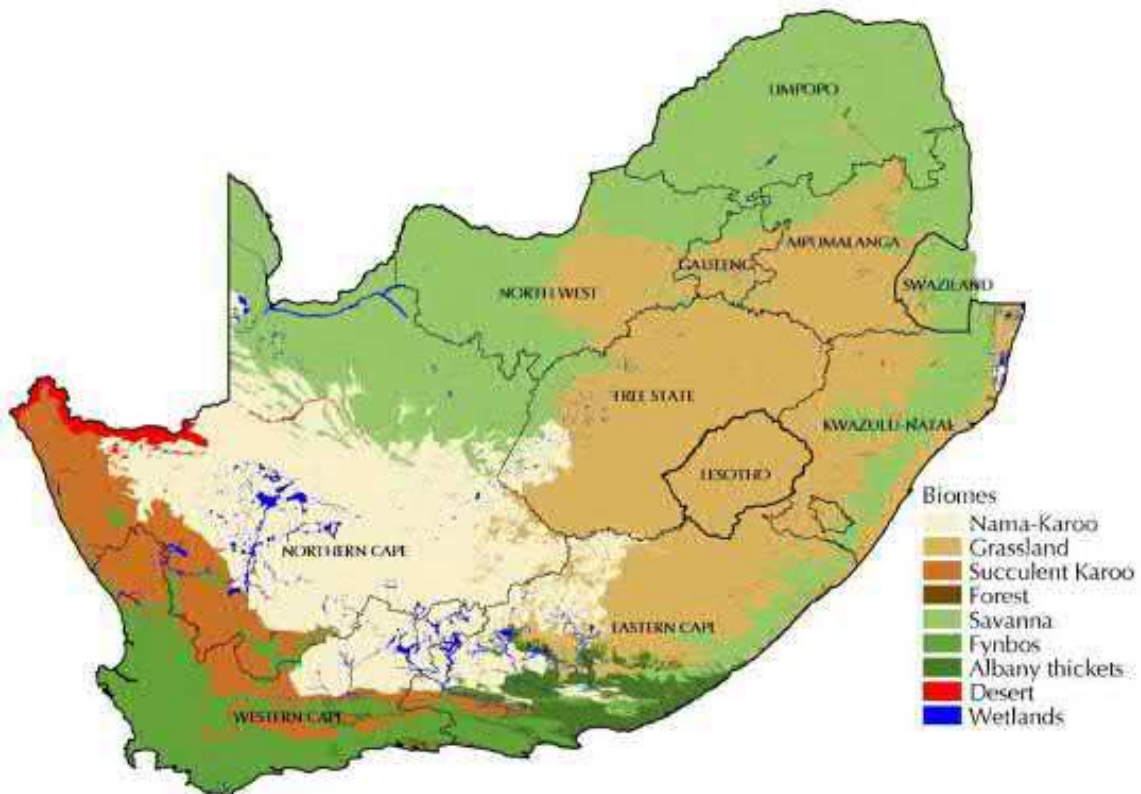 LIMPOPO
MPUMALANGA
GAUTENG
SWAZILAND
NORTH WEST
FREE STATE
KWAZULU-NATAL
LESOTHO
NORTHERN CAPE
EASTERN CAPE
WESTERN CAPE
Biomes
Nama-Karoo
Grassland
Succulent Karoo
Forest
Savanna
Fynbos
Albany thickets
Desert
Wetlands